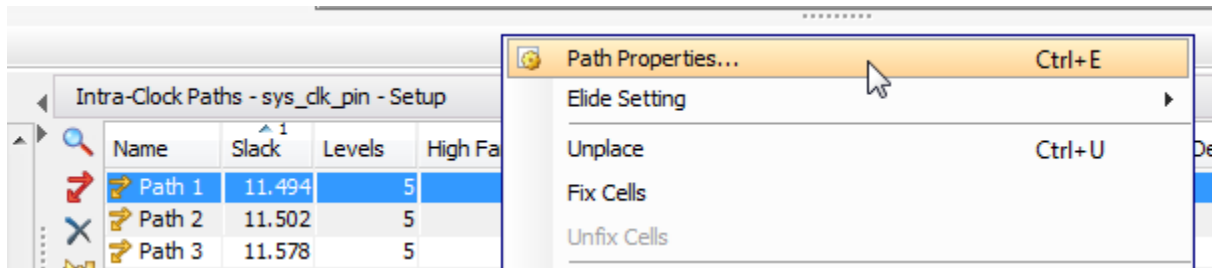 Path Properties... Ctrl+E
Intra-Clock Paths - sys_clk_pin - Setup
Elide Setting
Name Slack 1 Levels High Fa
Unplace Ctrl+U
De
Path 1 11.494 5
Fix Cells
Path 2 11.502 5
Unfix Cells
Path 3 11.578 5